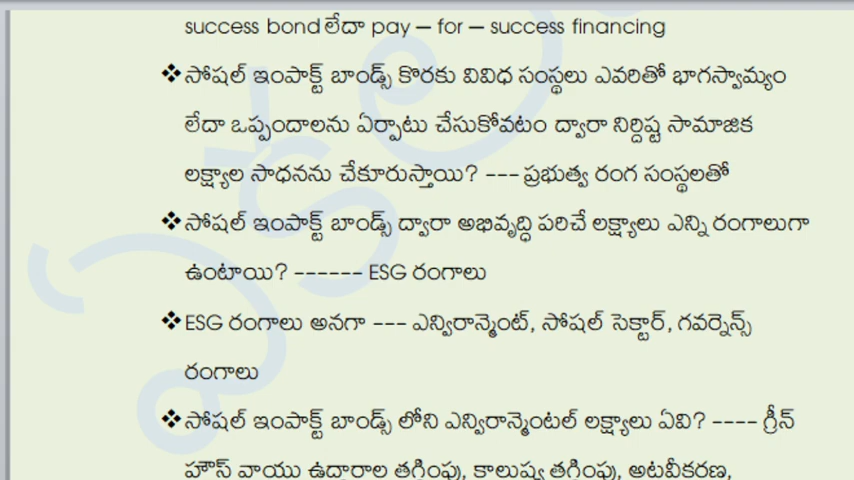 success bond లేదా pay – for – success financing
❖ సోషల్ ఇంపాక్ట్ బాండ్స్ కొరకు వివిధ సంస్థలు ఎవరితో భాగస్వామ్యం
లేదా ఒప్పందాలను ఏర్పాటు చేసుకోవటం ద్వారా నిర్దిష్ట సామాజిక
లక్ష్యాల సాధనను చేకూరుస్తాయి? --- ప్రభుత్వ రంగ సంస్థలతో
❖ సోషల్ ఇంపాక్ట్ బాండ్స్ ద్వారా అభివృద్ధి పరిచే లక్ష్యాలు ఎన్ని రంగాలుగా
ఉంటాయి? ------ ESG రంగాలు
❖ ESG రంగాలు అనగా --- ఎన్విరాన్మెంట్, సోషల్ సెక్టార్, గవర్నెన్స్
రంగాలు
❖ సోషల్ ఇంపాక్ట్ బాండ్స్ లోని ఎన్విరాన్మెంటల్ లక్ష్యాలు ఏవి? ---- గ్రీన్
హౌస్ వాయు ఉద్గారాల తగ్గింపు, కాలుష్య తగ్గింపు, అటవీకరణ,